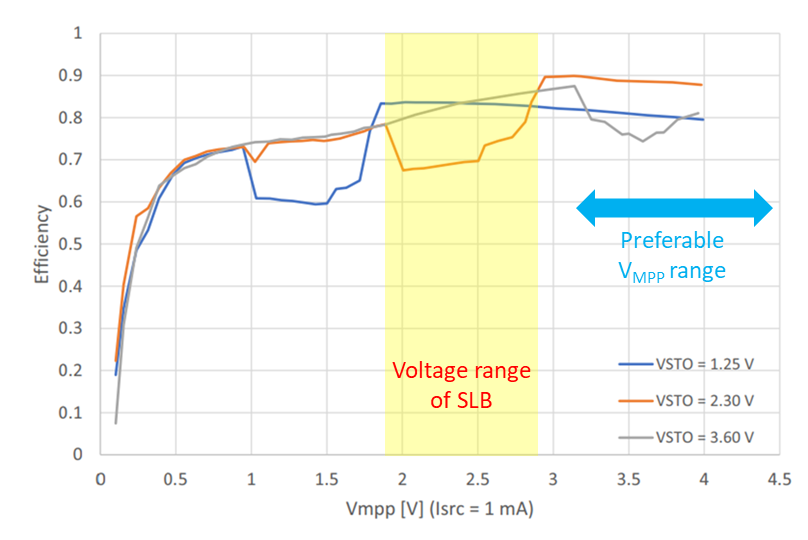 1
0.9
0.8
0.7
0.6
0.5
0.4
0.3
0.2
0.1
0
Efficiency
Preferable
VMPP range
Voltage range
of SLB
VSTO = 1.25 V
VSTO = 2.30 V
VSTO = 3.60 V
0 0.5 1 1.5 2 2.5 3 3.5 4 4.5
Vmpp [V] (Isrc = 1 mA)